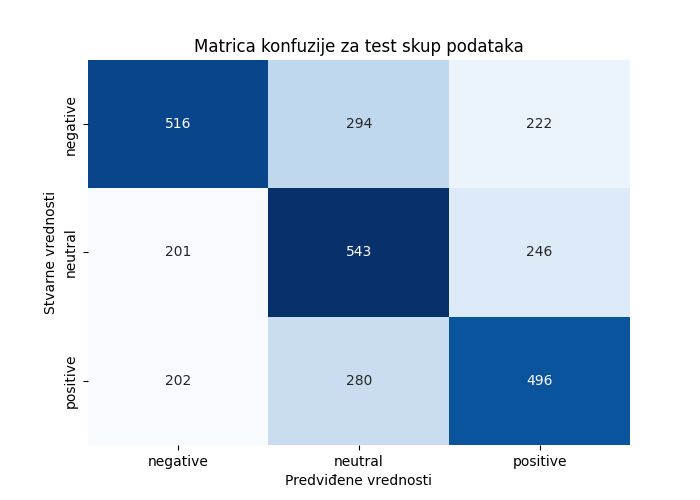 Matrica konfuzije za test skup podataka
Stvarne vrednosti
negative
516 294 222
neutral
201 543 246
positive
202 280 496
negative neutral positive
Predviđene vrednosti